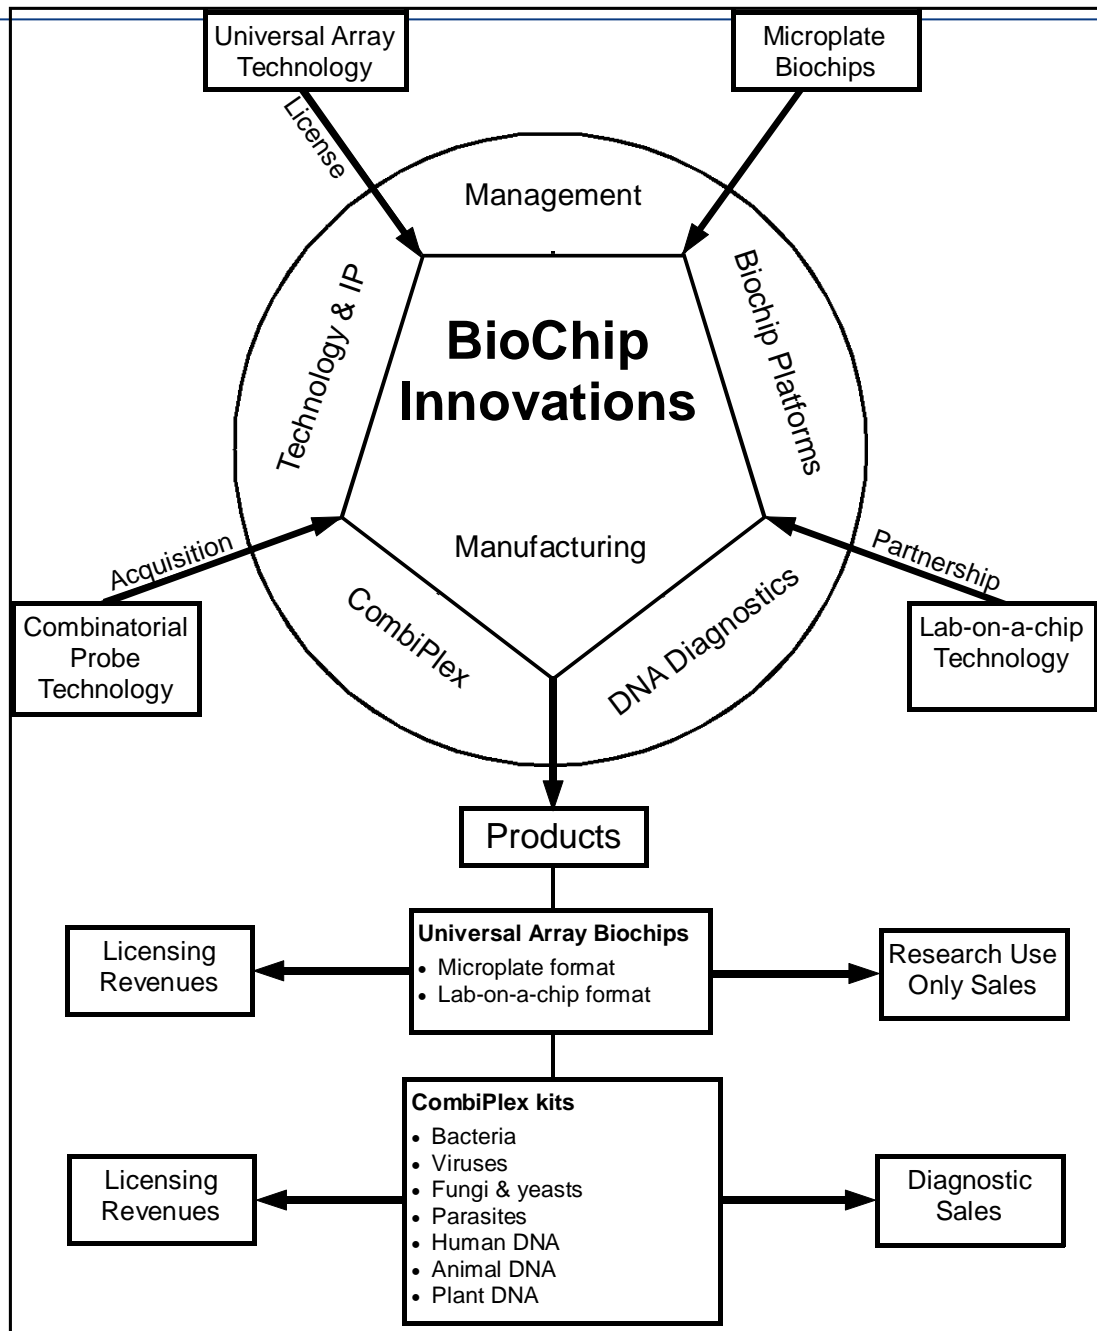 Universal Array
Technology
Microplate
Biochips
License
Management
Technology & IP
Biochip Platforms
BioChip
Innovations
Manufacturing
Acquisition
Partnership
CombiPlex
DNA Diagnostics
Combinatorial
Probe
Technology
Lab-on-a-chip
Technology
Products
Universal Array Biochips
• Microplate format
• Lab-on-a-chip format
Licensing
Revenues
Research Use
Only Sales
CombiPlex kits
• Bacteria
• Viruses
• Fungi & yeasts
• Parasites
• Human DNA
• Animal DNA
• Plant DNA
Licensing
Revenues
Diagnostic
Sales